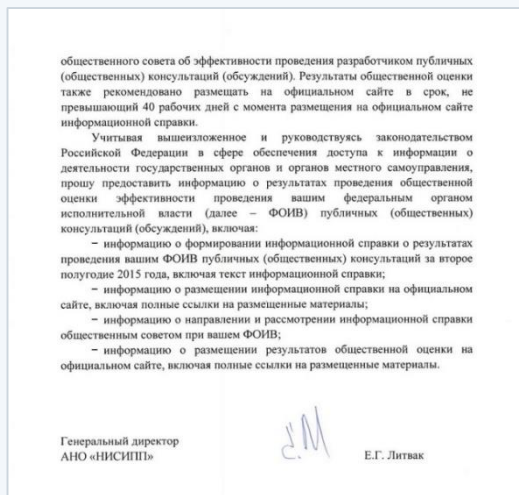 общественного совета об эффективности проведения разработчиком публичных
(общественных) консультаций (обсуждений). Результаты общественной оценки
также рекомендовано размещать на официальном сайте в срок, не
превышающий 40 рабочих дней с момента размещения на официальном сайте
информационной справки.
Учитывая вышеизложенное и руководствуясь законодательством
Российской Федерации в сфере обеспечения доступа к информации о
деятельности государственных органов и органов местного самоуправления,
прошу предоставить информацию о результатах проведения общественной
оценки эффективности проведения вашим федеральным органом
исполнительной власти (далее – ФОИВ) публичных (общественных)
консультаций (обсуждений), включая:
− информацию о формировании информационной справки о результатах
проведения вашим ФОИВ публичных (общественных) консультаций за второе
полугодие 2015 года, включая текст информационной справки;
− информацию о размещении информационной справки на официальном
сайте, включая полные ссылки на размещенные материалы;
− информацию о направлении и рассмотрении информационной справки
общественным советом при вашем ФОИВ;
− информацию о размещении результатов общественной оценки на
официальном сайте, включая полные ссылки на размещенные материалы.
Генеральный директор
АНО «НИСИПП» Е.Г. Литвак